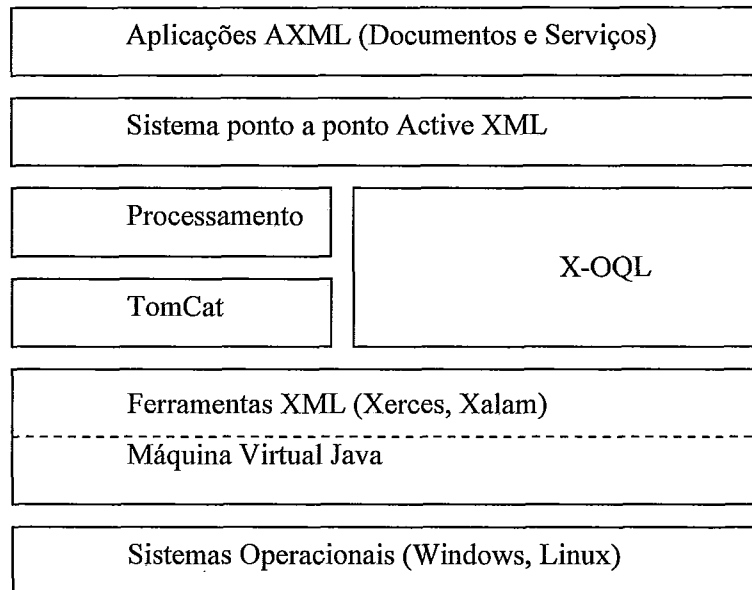 Aplicações AXML (Documentos e Serviços)
Sistema ponto a ponto Active XML
Processamento
X-OQL
TomCat
Ferramentas XML (Xerces, Xalam)
Máquina Virtual Java
Sistemas Operacionais (Windows, Linux)